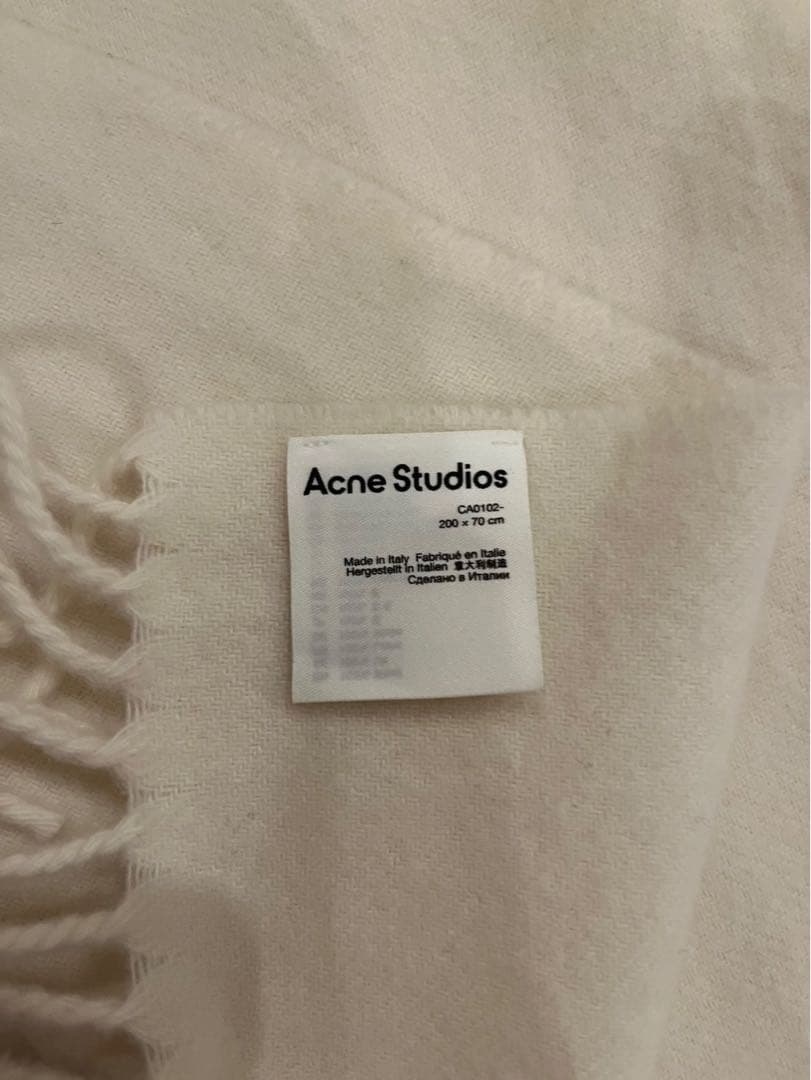 Acne Studios
CA0102-
200 x 70 cm
Made in Italy Fabriqué en Italie
Hergestellt in Italien 意大利制造
Сделано в Италии